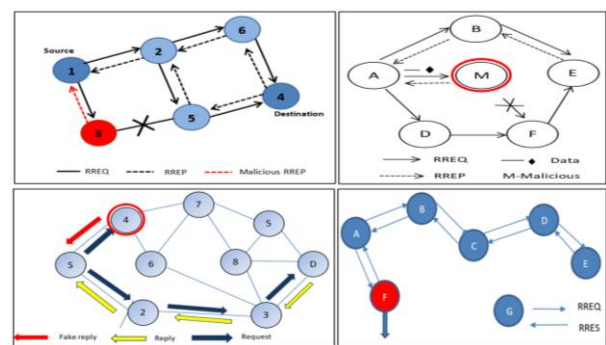 Source
1
2
6
3
5
4
Destination
RREQ
RREP
Malicious RREP
B
A
M
E
D
F
RREQ
Data
RREP
M-Malicious
4
7
5
S
6
8
D
2
3
Fake reply
Reply
Request
A
B
C
D
E
F
G
RREQ
RRES